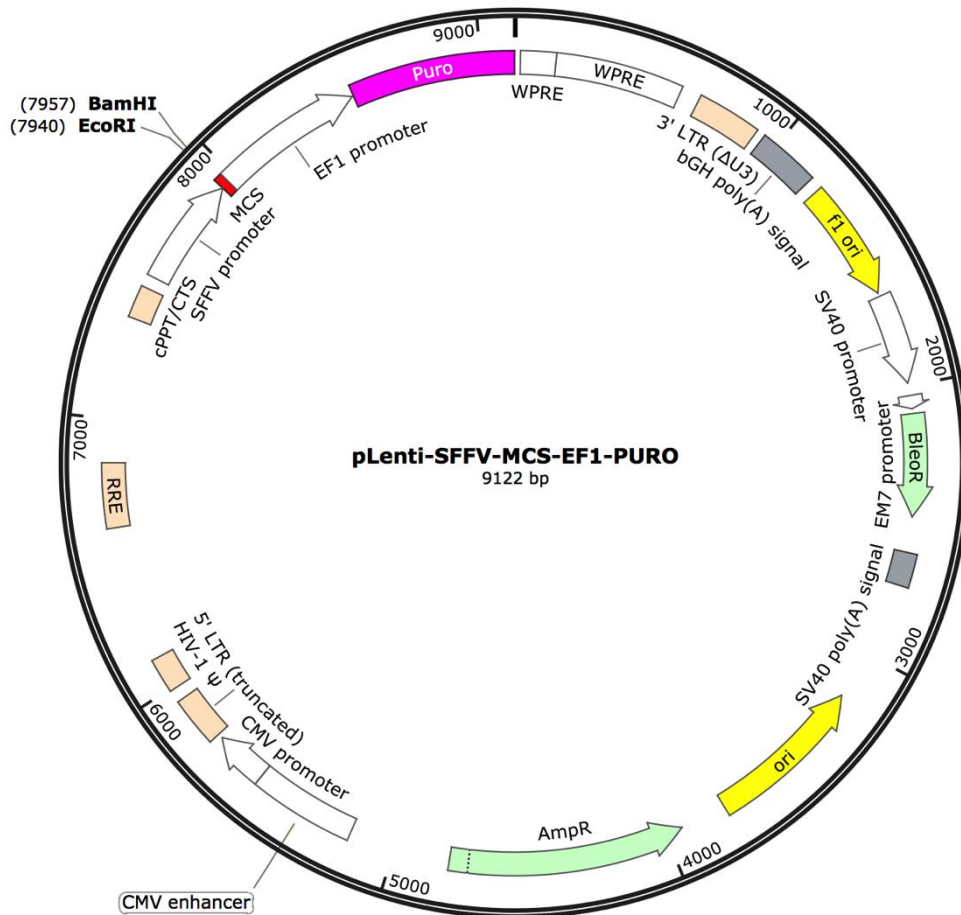 9000
Puro
WPRE
WPRE
(7957) BamHI
(7940) EcoRI
8000
EF1 promoter
MCS
SFFV promoter
cPPT/CTS
3' LTR (ΔU3)
1000
bGH poly(A) signal
f1 ori
SV40 promoter
2000
EM7 promoter
BleoR
7000
RRE
pLenti-SFFV-MCS-EF1-PURO
9122 bp
SV40 poly(A) signal
3000
5' LTR (truncated)
HIV-1 Ψ
6000
CMV promoter
ori
AmpR
4000
5000
CMV enhancer